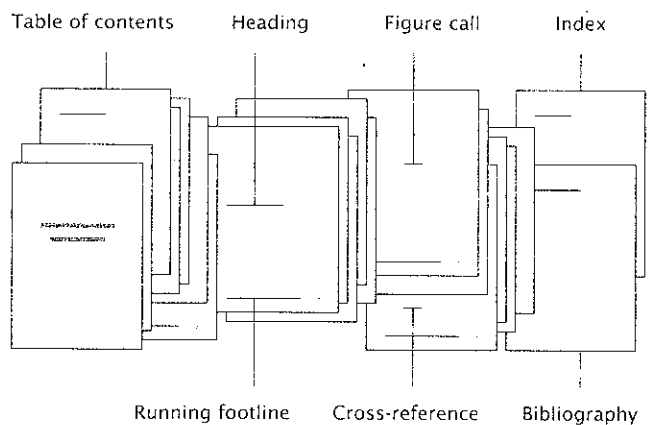 Table of contents Heading Figure call Index
Running footline Cross-reference Bibliography